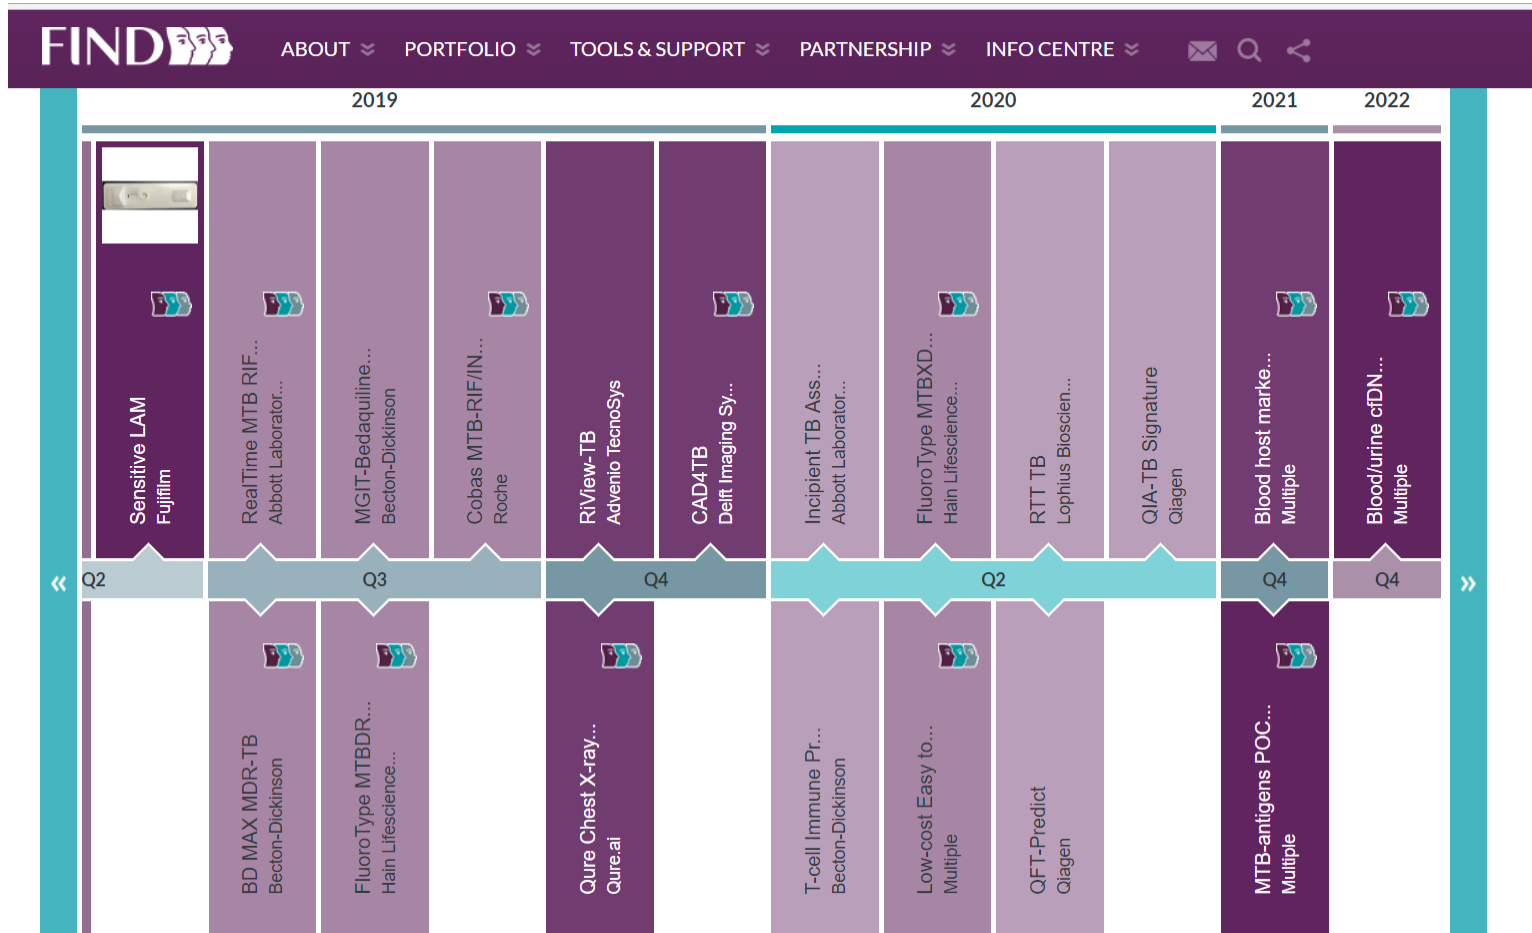 FIND
ABOUT
PORTFOLIO
TOOLS & SUPPORT
PARTNERSHIP
INFO CENTRE
2019
2020
2021
2022
Sensitive LAM
Fujifilm
RealTime MTB RIF...
Abbott Laborator...
MGIT-Bedaquiline...
Becton-Dickinson
Cobas MTB-RIF/IN...
Roche
RiView-TB
Advenio TecnoSys
CAD4TB
Delft Imaging Sy...
Incipient TB Ass...
Abbott Laborator...
FluoroType MTBXD...
Hain Lifescience...
RTT TB
Lophius Bioscien...
QIA-TB Signature
Qiagen
Blood host marke...
Multiple
Blood/urine cfDN...
Multiple
«
Q2
Q3
Q4
Q2
Q4
Q4
»
BD MAX MDR-TB
Becton-Dickinson
FluoroType MTBDR...
Hain Lifescience...
Qure Chest X-ray...
Qure.ai
T-cell Immune Pr...
Becton-Dickinson
Low-cost Easy to...
Multiple
QFT-Predict
Qiagen
MTB-antigens POC...
Multiple